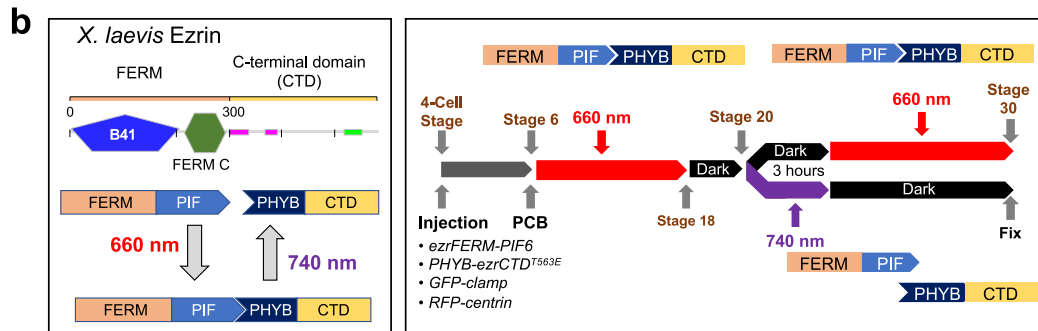 b
X. laevis Ezrin
FERM
C-terminal domain
(CTD)
0
300
B41
FERM C
FERM PIF
PHYB CTD
660 nm
740 nm
FERM PIF PHYB CTD
FERM PIF PHYB CTD
FERM PIF PHYB CTD
4-Cell
Stage
Stage 6
660 nm
Stage 20
660 nm
Stage
30
Dark
Dark
3 hours
Dark
Injection
PCB
Stage 18
740 nm
Fix
• ezrFERM-PIF6
• PHYB-ezrCTDT563E
• GFP-clamp
• RFP-centrin
FERM PIF
PHYB CTD